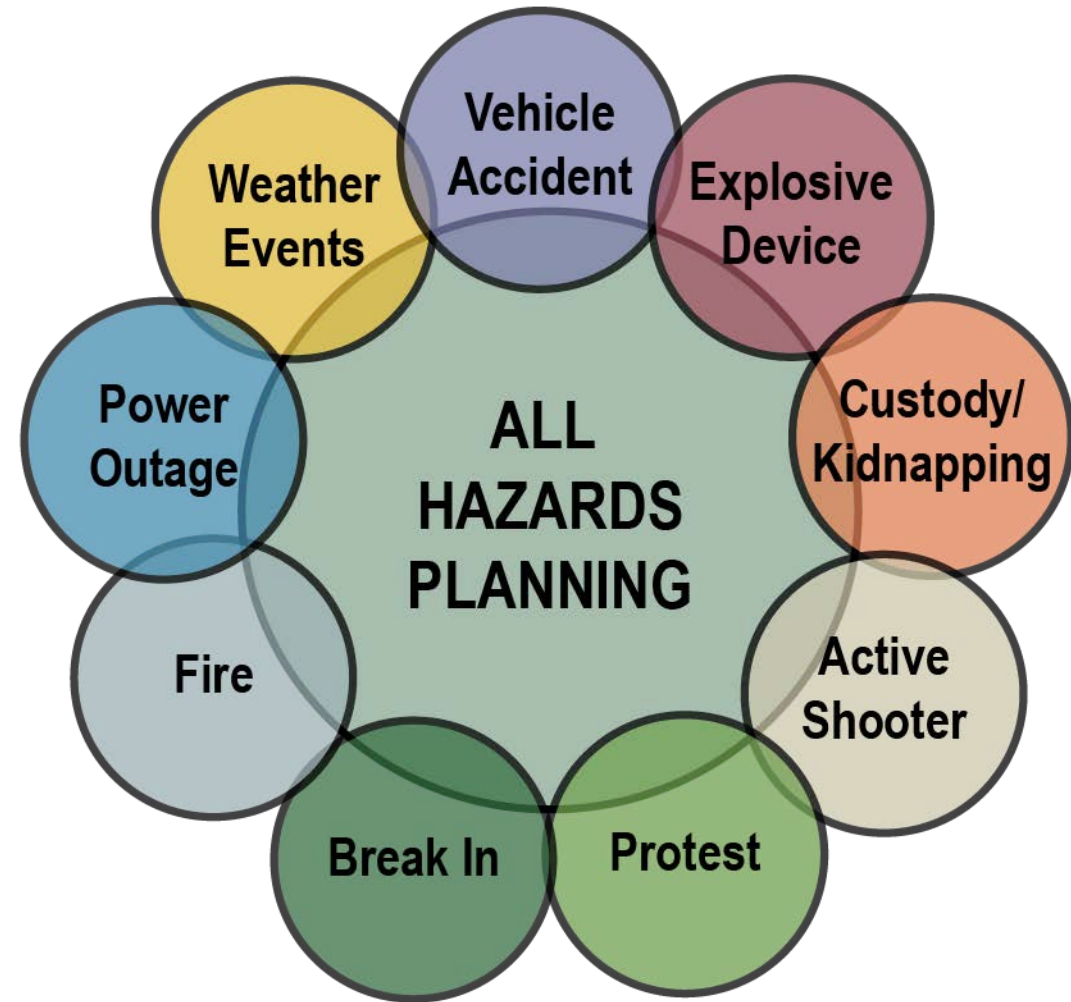 Vehicle
Accident
Explosive
Device
Custody/
Kidnapping
Active
Shooter
Protest
Break In
Fire
Power
Outage
Weather
Events
ALL
HAZARDS
PLANNING